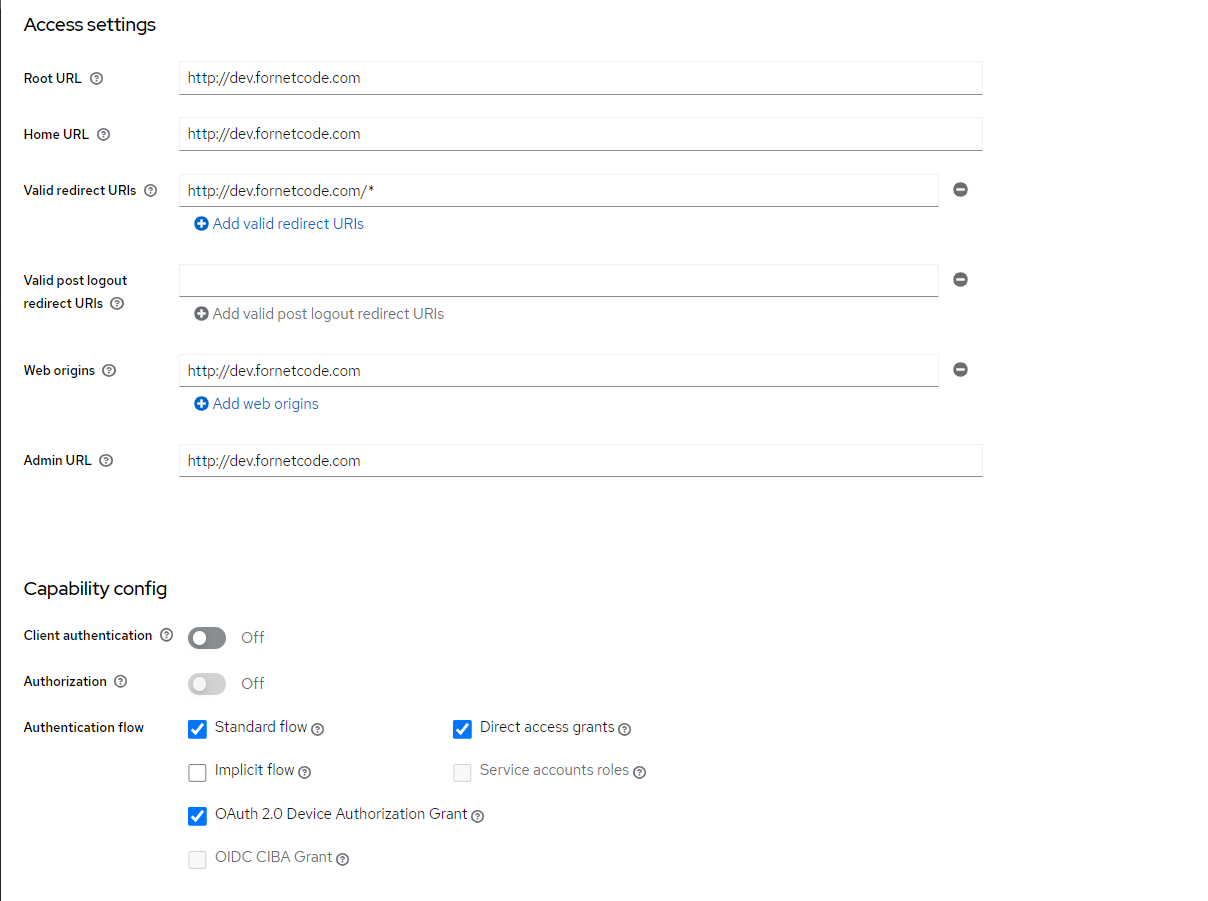 Access settings
Root URL
http://dev.fornetcode.com
Home URL
http://dev.fornetcode.com
Valid redirect URIs
http://dev.fornetcode.com/*
Add valid redirect URIs
Valid post logout
redirect URIs
Add valid post logout redirect URIs
Web origins
http://dev.fornetcode.com
Add web origins
Admin URL
http://dev.fornetcode.com
Capability config
Client authentication
Off
Authorization
Off
Authentication flow
Standard flow
Direct access grants
Implicit flow
Service accounts roles
OAuth 2.0 Device Authorization Grant
OIDC CIBA Grant